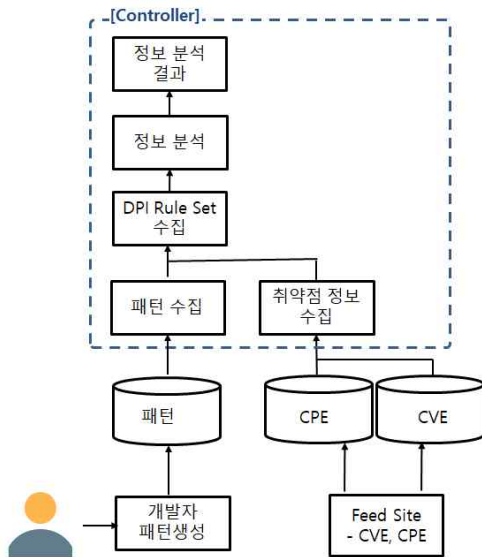 [Controller]
정보 분석
결과
정보 분석
DPI Rule Set
수집
패턴 수집
취약점 정보
수집
패턴
CPE
CVE
개발자
패턴생성
Feed Site
- CVE, CPE